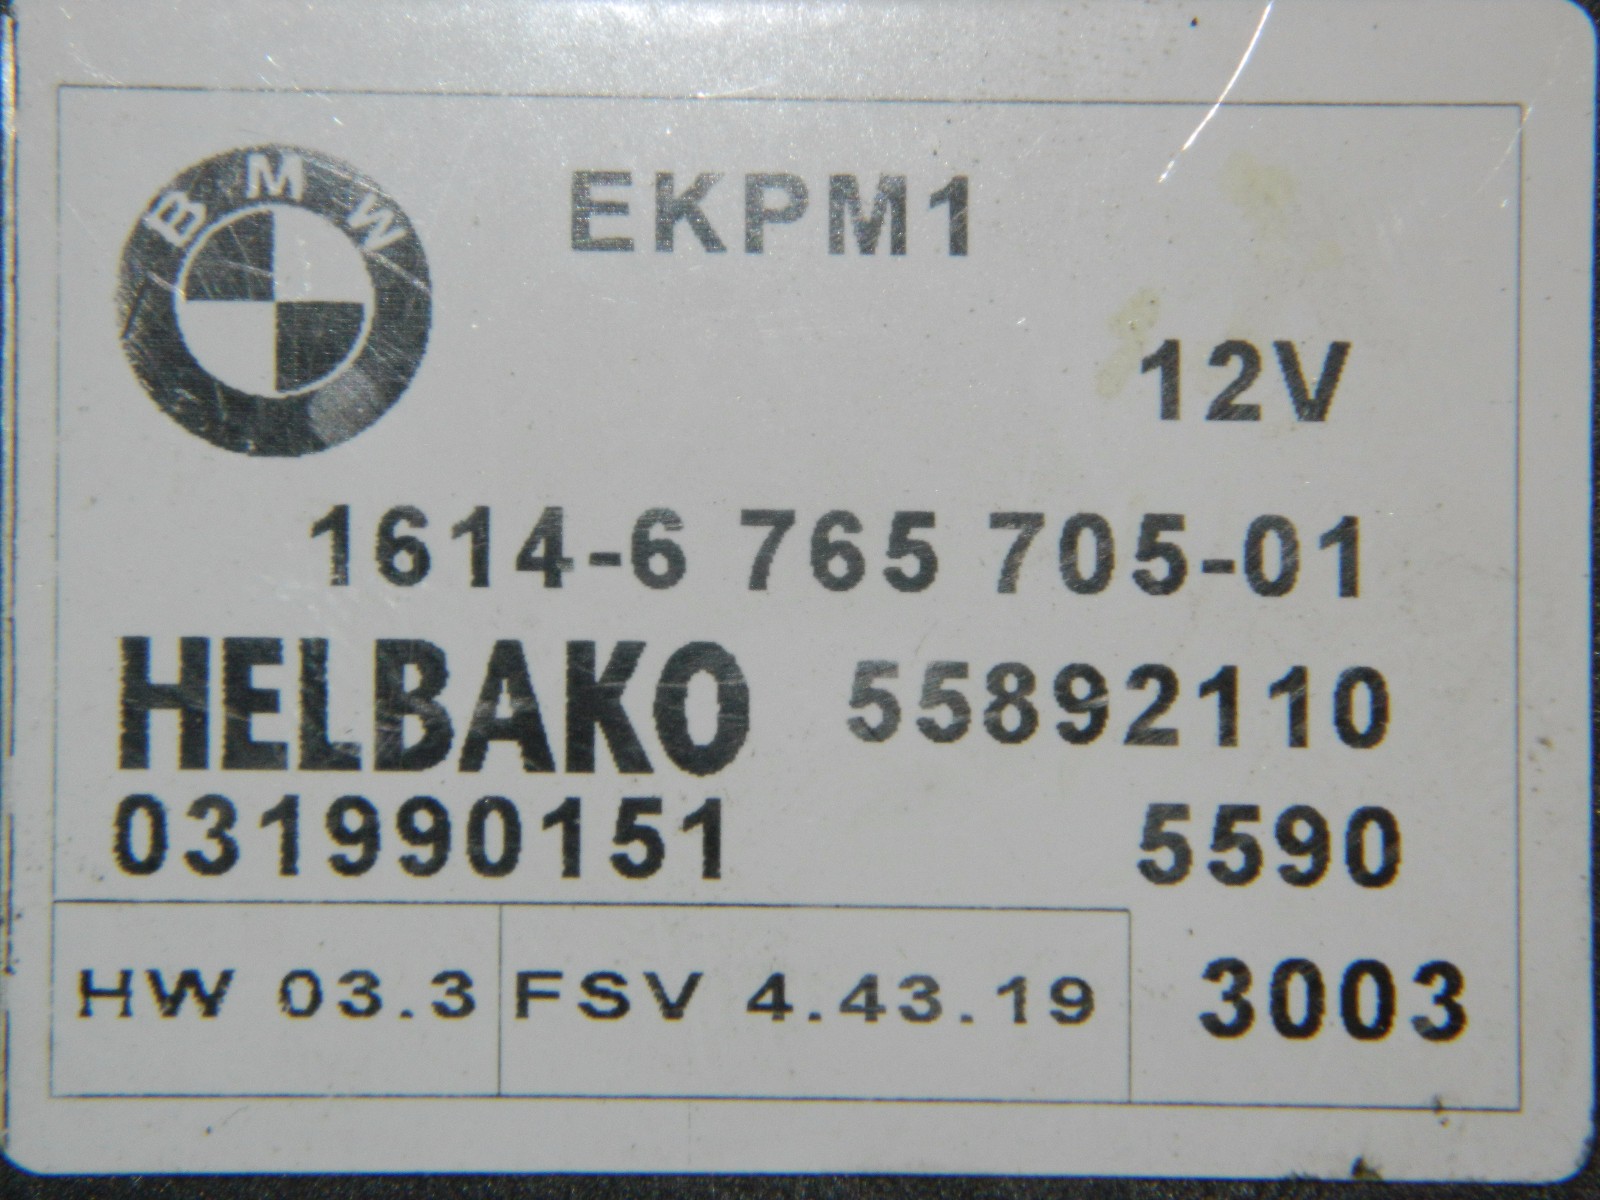 BMW
EKPM1
12V
1614-6 765 705-01
HELBAKO 55892110
031990151 5590
HW 03.3 FSV 4.43.19 3003